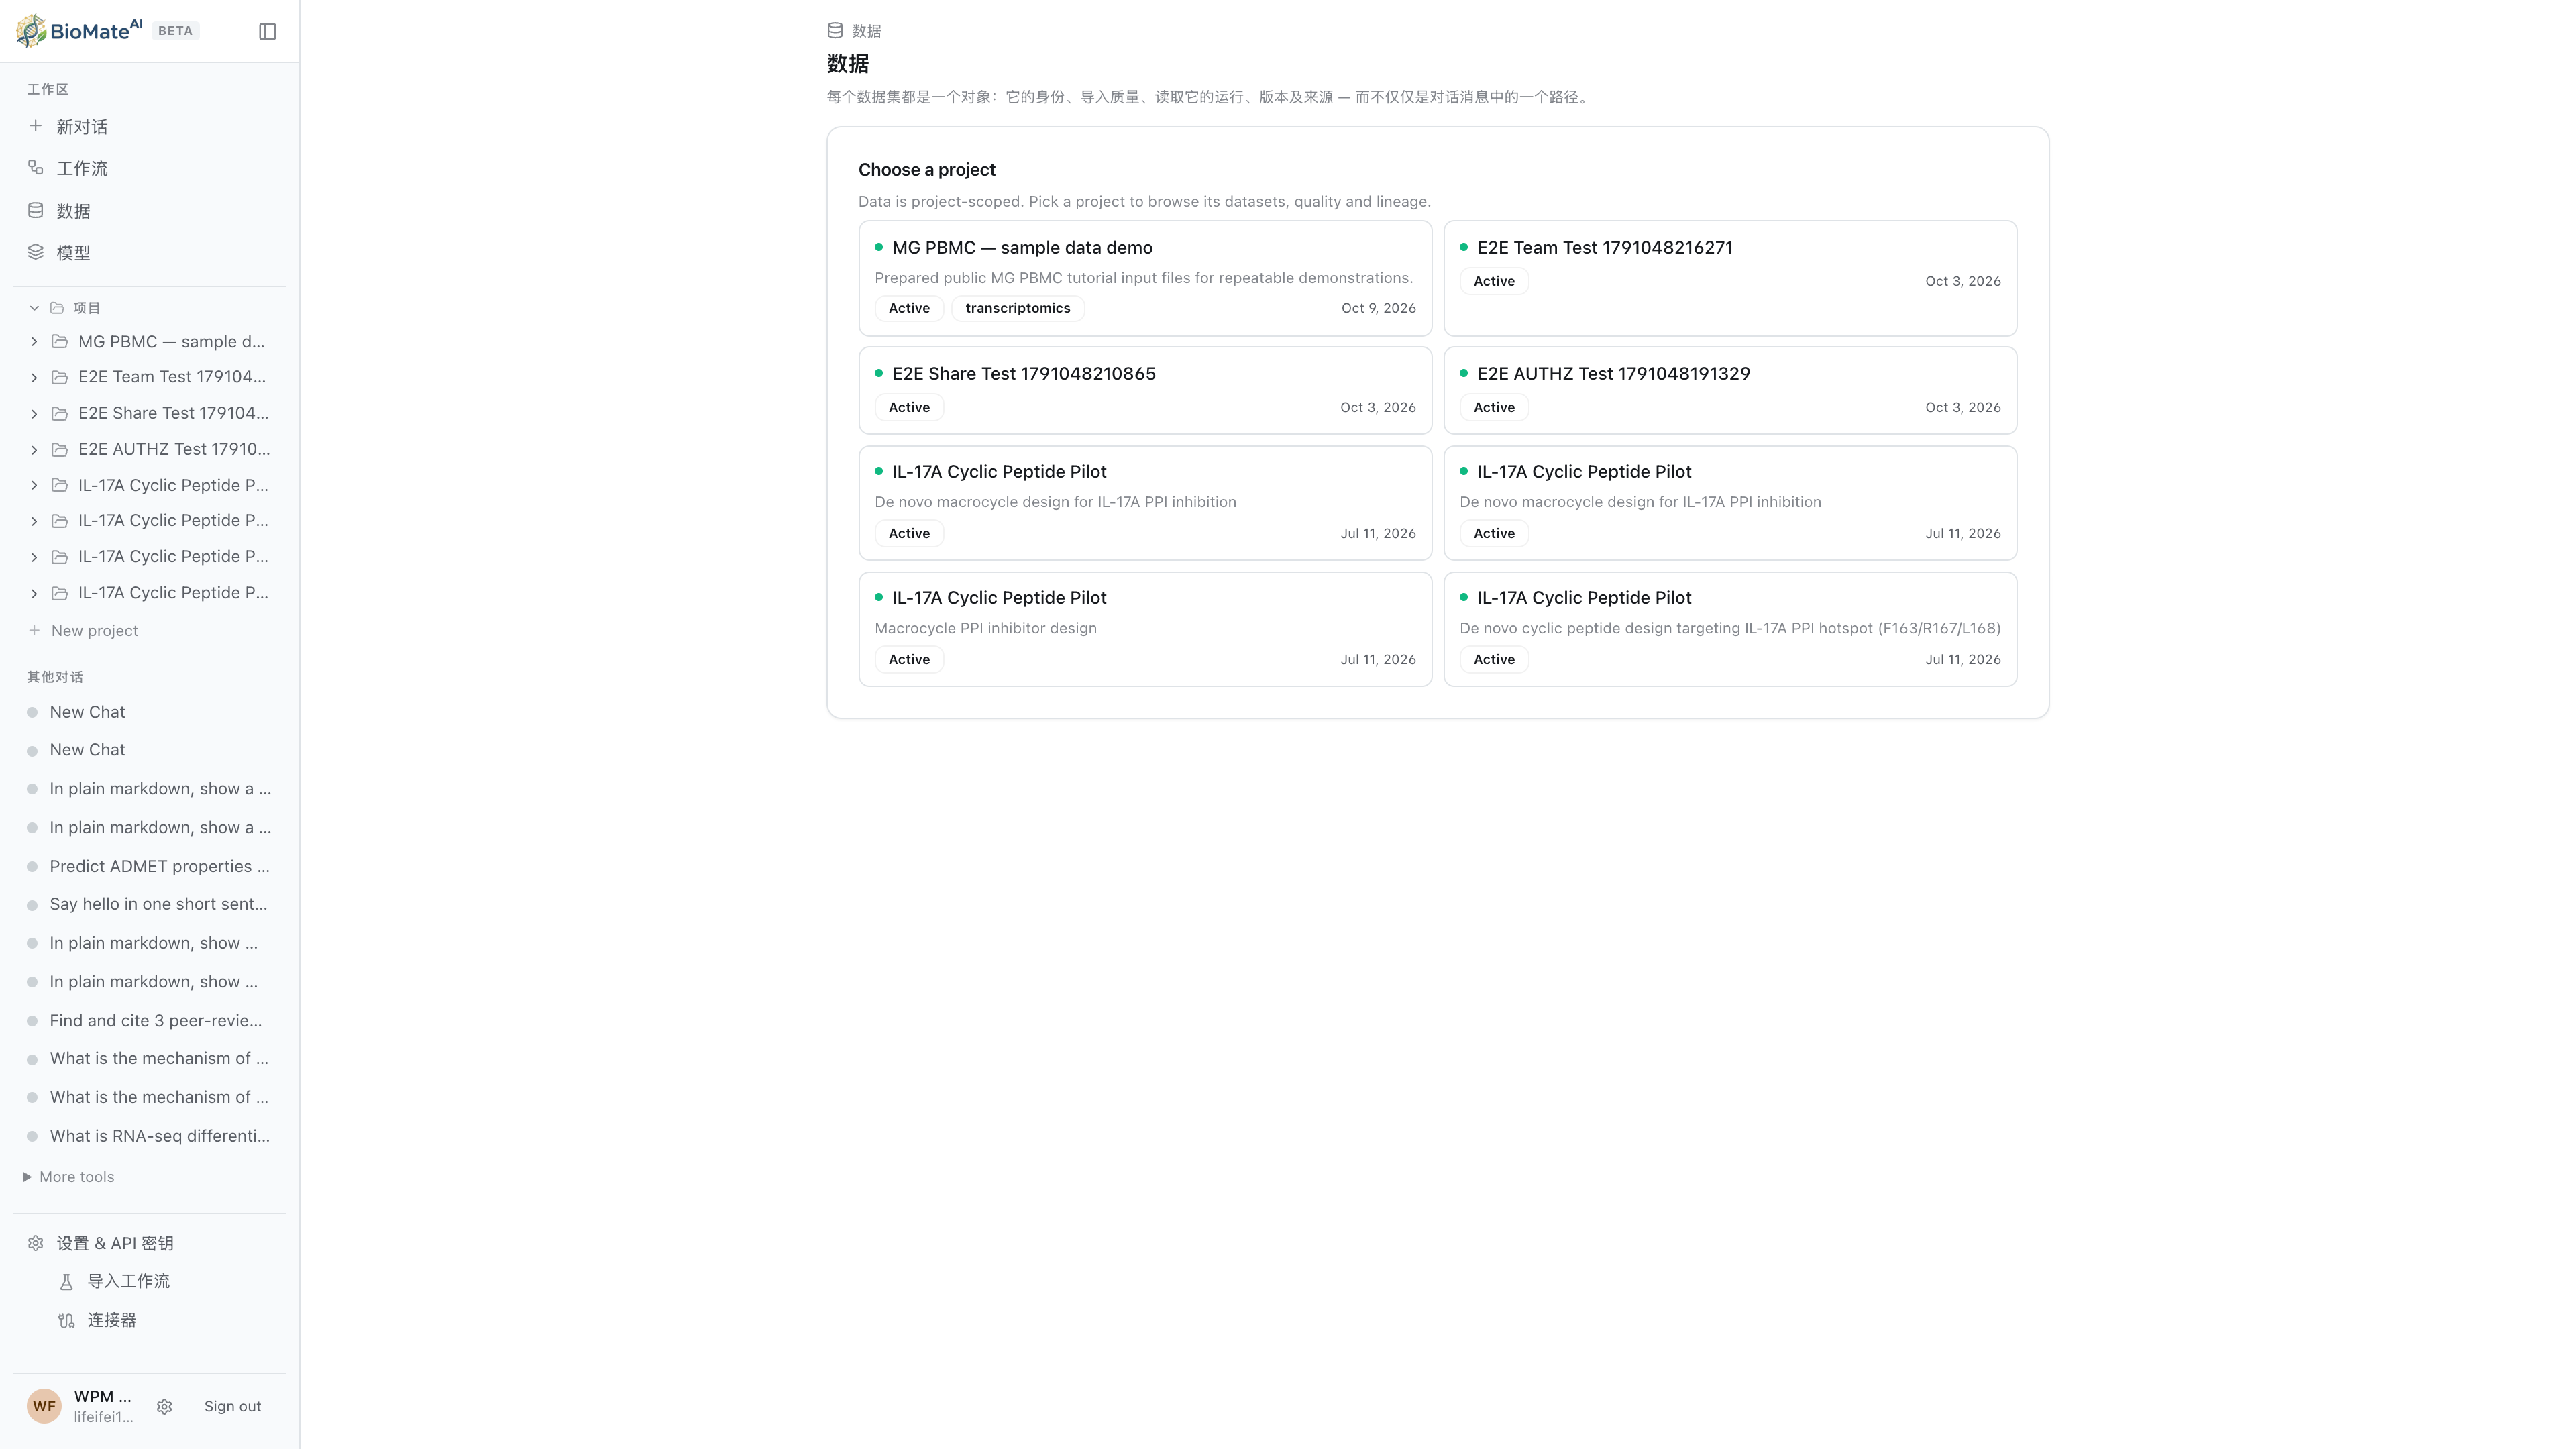 BioMate AI BETA
工作区
新对话
工作流
数据
模型
项目
MG PBMC — sample d...
E2E Team Test 179104...
E2E Share Test 179104...
E2E AUTHZ Test 17910...
IL-17A Cyclic Peptide P...
IL-17A Cyclic Peptide P...
IL-17A Cyclic Peptide P...
IL-17A Cyclic Peptide P...
New project
其他对话
New Chat
New Chat
In plain markdown, show a ...
In plain markdown, show a ...
Predict ADMET properties ...
Say hello in one short sent...
In plain markdown, show ...
In plain markdown, show ...
Find and cite 3 peer-revie...
What is the mechanism of ...
What is the mechanism of ...
What is RNA-seq differenti...
More tools
设置 & API 密钥
导入工作流
连接器
WF
WPM ...
lifeifei1...
Sign out
数据
数据
每个数据集都是一个对象：它的身份、导入质量、读取它的运行、版本及来源 — 而不仅仅是对话消息中的一个路径。
Choose a project
Data is project-scoped. Pick a project to browse its datasets, quality and lineage.
MG PBMC — sample data demo
Prepared public MG PBMC tutorial input files for repeatable demonstrations.
Active transcriptomics Oct 9, 2026
E2E Team Test 1791048216271
Active Oct 3, 2026
E2E Share Test 1791048210865
Active Oct 3, 2026
E2E AUTHZ Test 1791048191329
Active Oct 3, 2026
IL-17A Cyclic Peptide Pilot
De novo macrocycle design for IL-17A PPI inhibition
Active Jul 11, 2026
IL-17A Cyclic Peptide Pilot
De novo macrocycle design for IL-17A PPI inhibition
Active Jul 11, 2026
IL-17A Cyclic Peptide Pilot
Macrocycle PPI inhibitor design
Active Jul 11, 2026
IL-17A Cyclic Peptide Pilot
De novo cyclic peptide design targeting IL-17A PPI hotspot (F163/R167/L168)
Active Jul 11, 2026